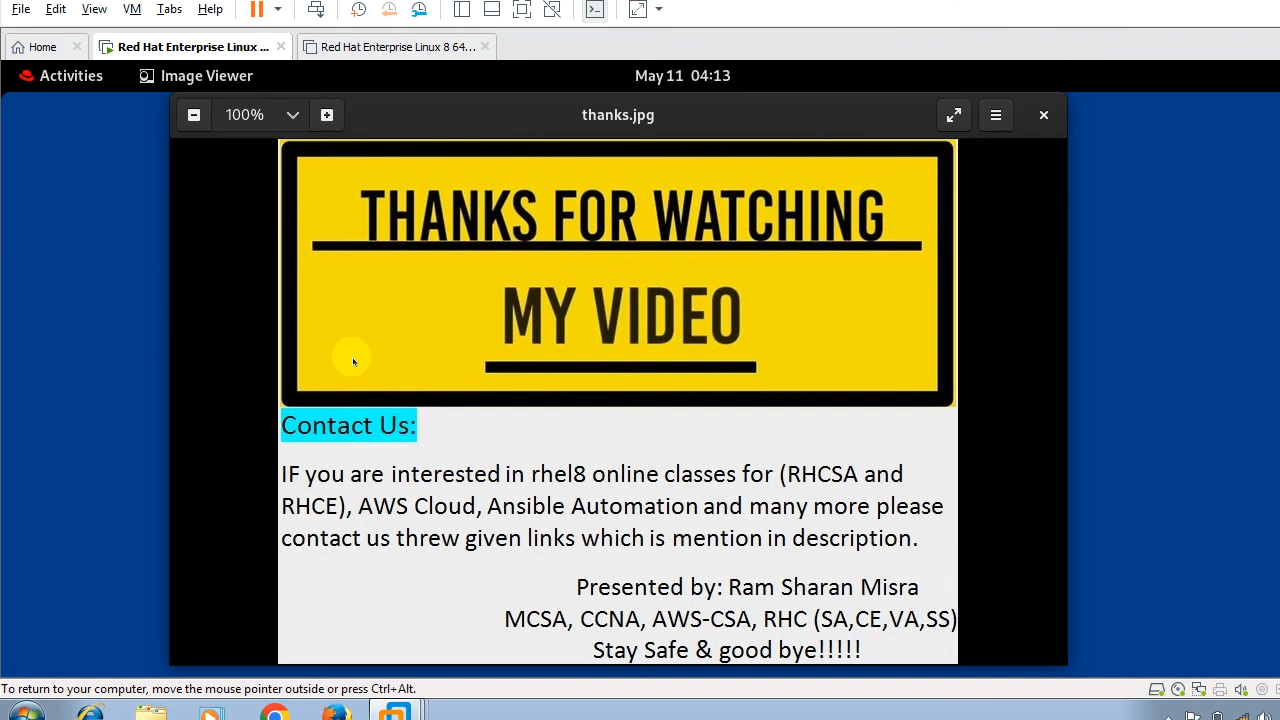 File Edit View VM Tabs Help
Home Red Hat Enterprise Linux ... Red Hat Enterprise Linux 8 64...
Activities Image Viewer May 11 04:13
100% thanks.jpg
THANKS FOR WATCHING
MY VIDEO
Contact Us:
IF you are interested in rhel8 online classes for (RHCSA and
RHCE), AWS Cloud, Ansible Automation and many more please
contact us threw given links which is mention in description.
Presented by: Ram Sharan Misra
MCSA, CCNA, AWS-CSA, RHC (SA,CE,VA,SS)
Stay Safe & good bye!!!!!
To return to your computer, move the mouse pointer outside or press Ctrl+Alt.